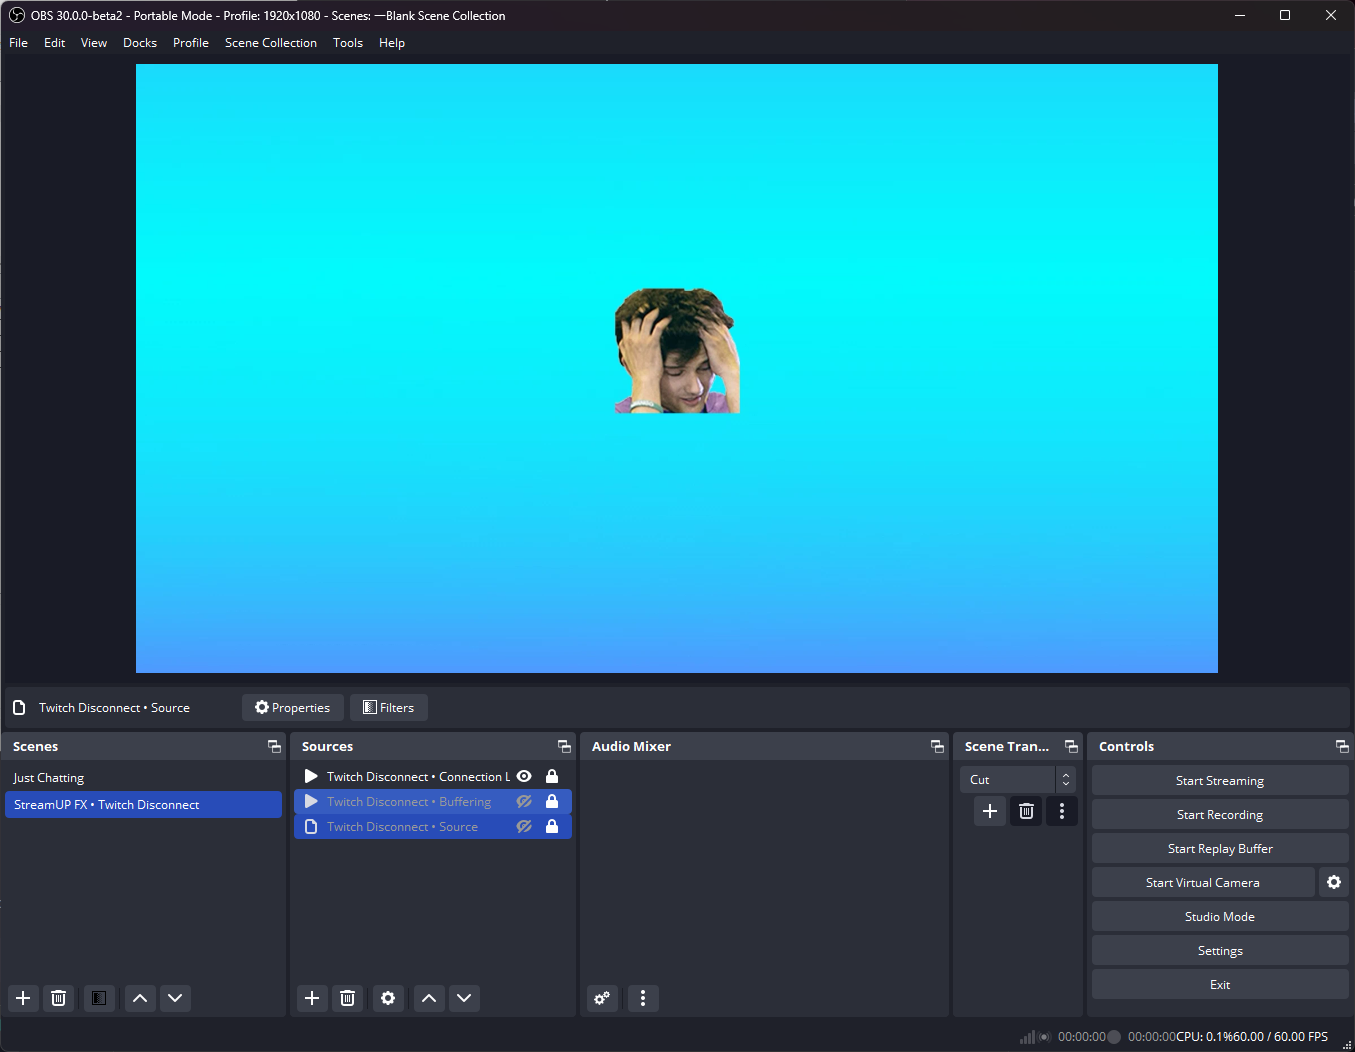 OBS 30.0.0-beta2 - Portable Mode - Profile: 1920x1080 - Scenes: —Blank Scene Collection
File Edit View Docks Profile Scene Collection Tools Help
Twitch Disconnect • Source Properties Filters
Scenes
Just Chatting
StreamUP FX • Twitch Disconnect
Sources
Twitch Disconnect • Connection L
Twitch Disconnect • Buffering
Twitch Disconnect • Source
Audio Mixer
Scene Tran...
Cut
Controls
Start Streaming
Start Recording
Start Replay Buffer
Start Virtual Camera
Studio Mode
Settings
Exit
00:00:00 00:00:00 CPU: 0.1% 60.00 / 60.00 FPS